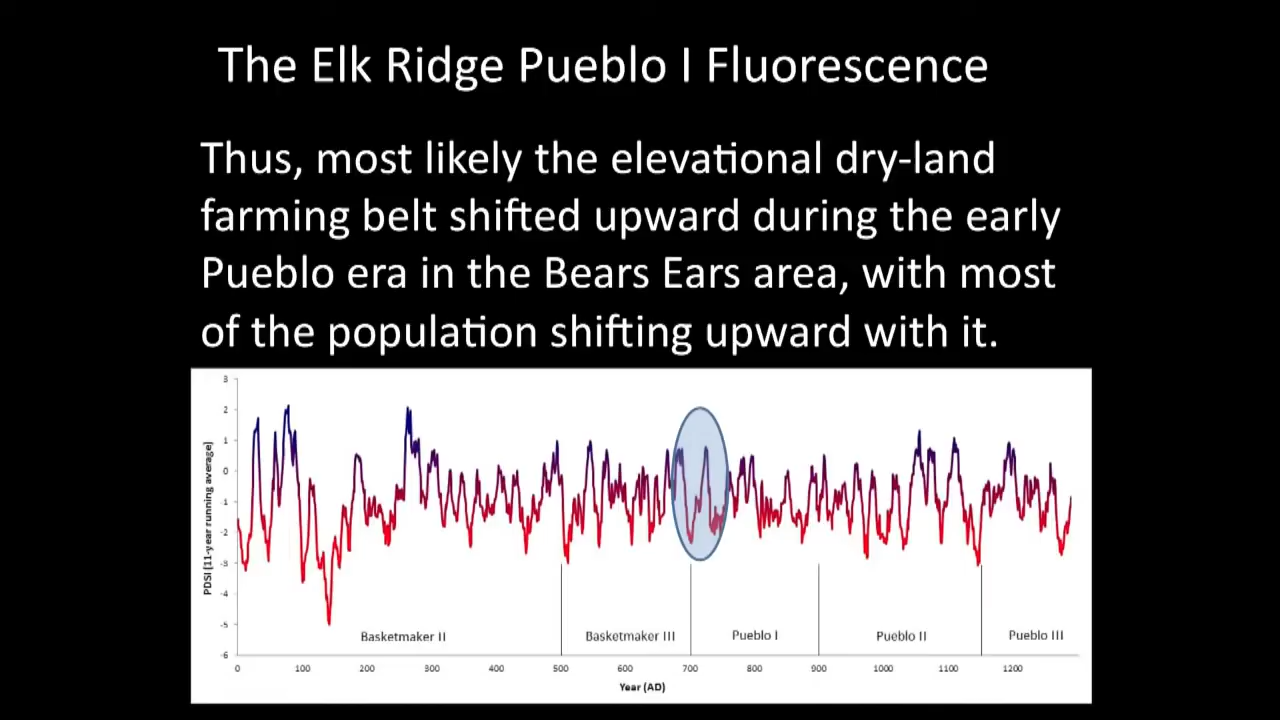 The Elk Ridge Pueblo I Fluorescence
Thus, most likely the elevational dry-land
farming belt shifted upward during the early
Pueblo era in the Bears Ears area, with most
of the population shifting upward with it.
PDSI (11-year running average)
3
2
1
0
-1
-2
-3
-4
-5
-6
Basketmaker II
Basketmaker III
Pueblo I
Pueblo II
Pueblo III
0 100 200 300 400 500 600 700 800 900 1000 1100 1200
Year (AD)